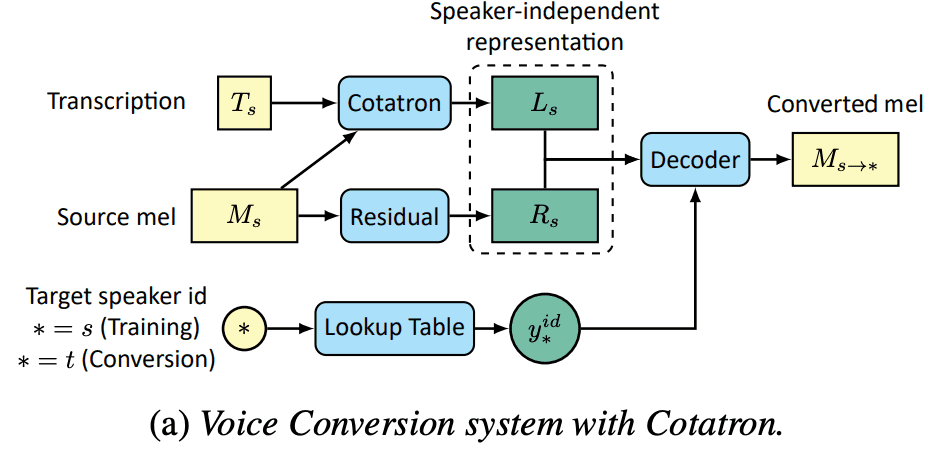 Speaker-independent
representation
Transcription
T_s
Cotatron
L_s
Converted mel
Decoder
M_{s→*}
Source mel
M_s
Residual
R_s
Target speaker id
* = s (Training)
* = t (Conversion)
*
Lookup Table
y_*^{id}
(a) Voice Conversion system with Cotatron.